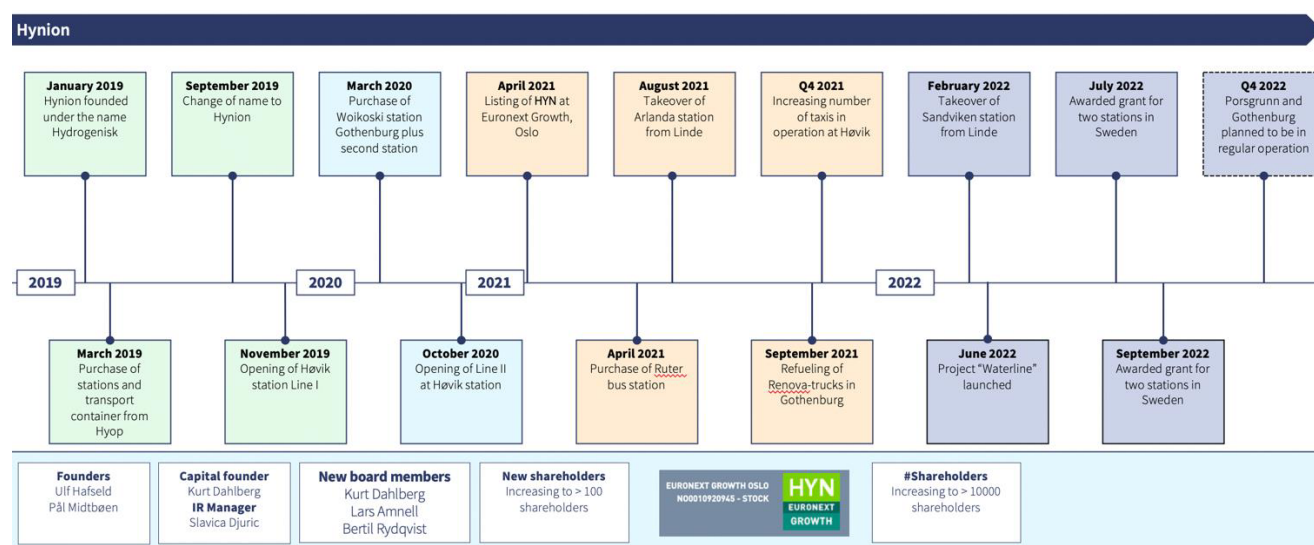 Hynion
January 2019
Hynion founded
under the name
Hydrogenisk
September 2019
Change of name to
Hynion
March 2020
Purchase of
Woikoski station
Gothenburg plus
second station
April 2021
Listing of HYN at
Euronext Growth,
Oslo
August 2021
Takeover of
Arlanda station
from Linde
Q4 2021
Increasing number
of taxis in
operation at Høvik
February 2022
Takeover of
Sandviken station
from Linde
July 2022
Awarded grant for
two stations in
Sweden
Q4 2022
Porsgrunn and
Gothenburg
planned to be in
regular operation
2019
2020
2021
2022
March 2019
Purchase of
stations and
transport
container from
Hyop
November 2019
Opening of Høvik
station Line I
October 2020
Opening of Line II
at Høvik station
April 2021
Purchase of Ruter
bus station
September 2021
Refueling of
Renova-trucks in
Gothenburg
June 2022
Project “Waterline”
launched
September 2022
Awarded grant for
two stations in
Sweden
Founders
Ulf Hafseld
Pål Midtbøen
Capital founder
Kurt Dahlberg
IR Manager
Slavica Djuric
New board members
Kurt Dahlberg
Lars Amnell
Bertil Rydqvist
New shareholders
Increasing to > 100
shareholders
EURONEXT GROWTH OSLO
NO0010920945 - STOCK
HYN
EURONEXT
GROWTH
#Shareholders
Increasing to > 10000
shareholders